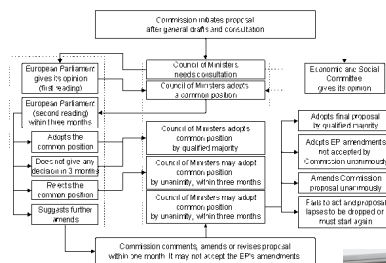 Commission initiates proposal
after general drafts and consultation
European Parliament
gives its opinion
(first reading)
Council of Ministers
needs consultation
Council of Ministers adopts
a common position
Economic and Social
Committee
gives its opinion
European Parliament
(second reading)
within three months
Adopts the
common position
Does not give any
decision in 3 months
Rejects the
common position
Suggests further
amends
Council of Ministers adopts
common position
by qualified majority
Council of Ministers may adopt
common position
by unanimity, within three months
Council of Ministers may adopt
common position
by unanimity, within three months
Adopts final proposal
by qualified majority
Adopts EP amendments
not accepted by
Commission unanimously
Amends Commission
proposal unanimously
Fails to act and proposal
lapses to be dropped or
must start again
Commission comments, amends or revises proposal
within one month. It may not accept the EP's amendments